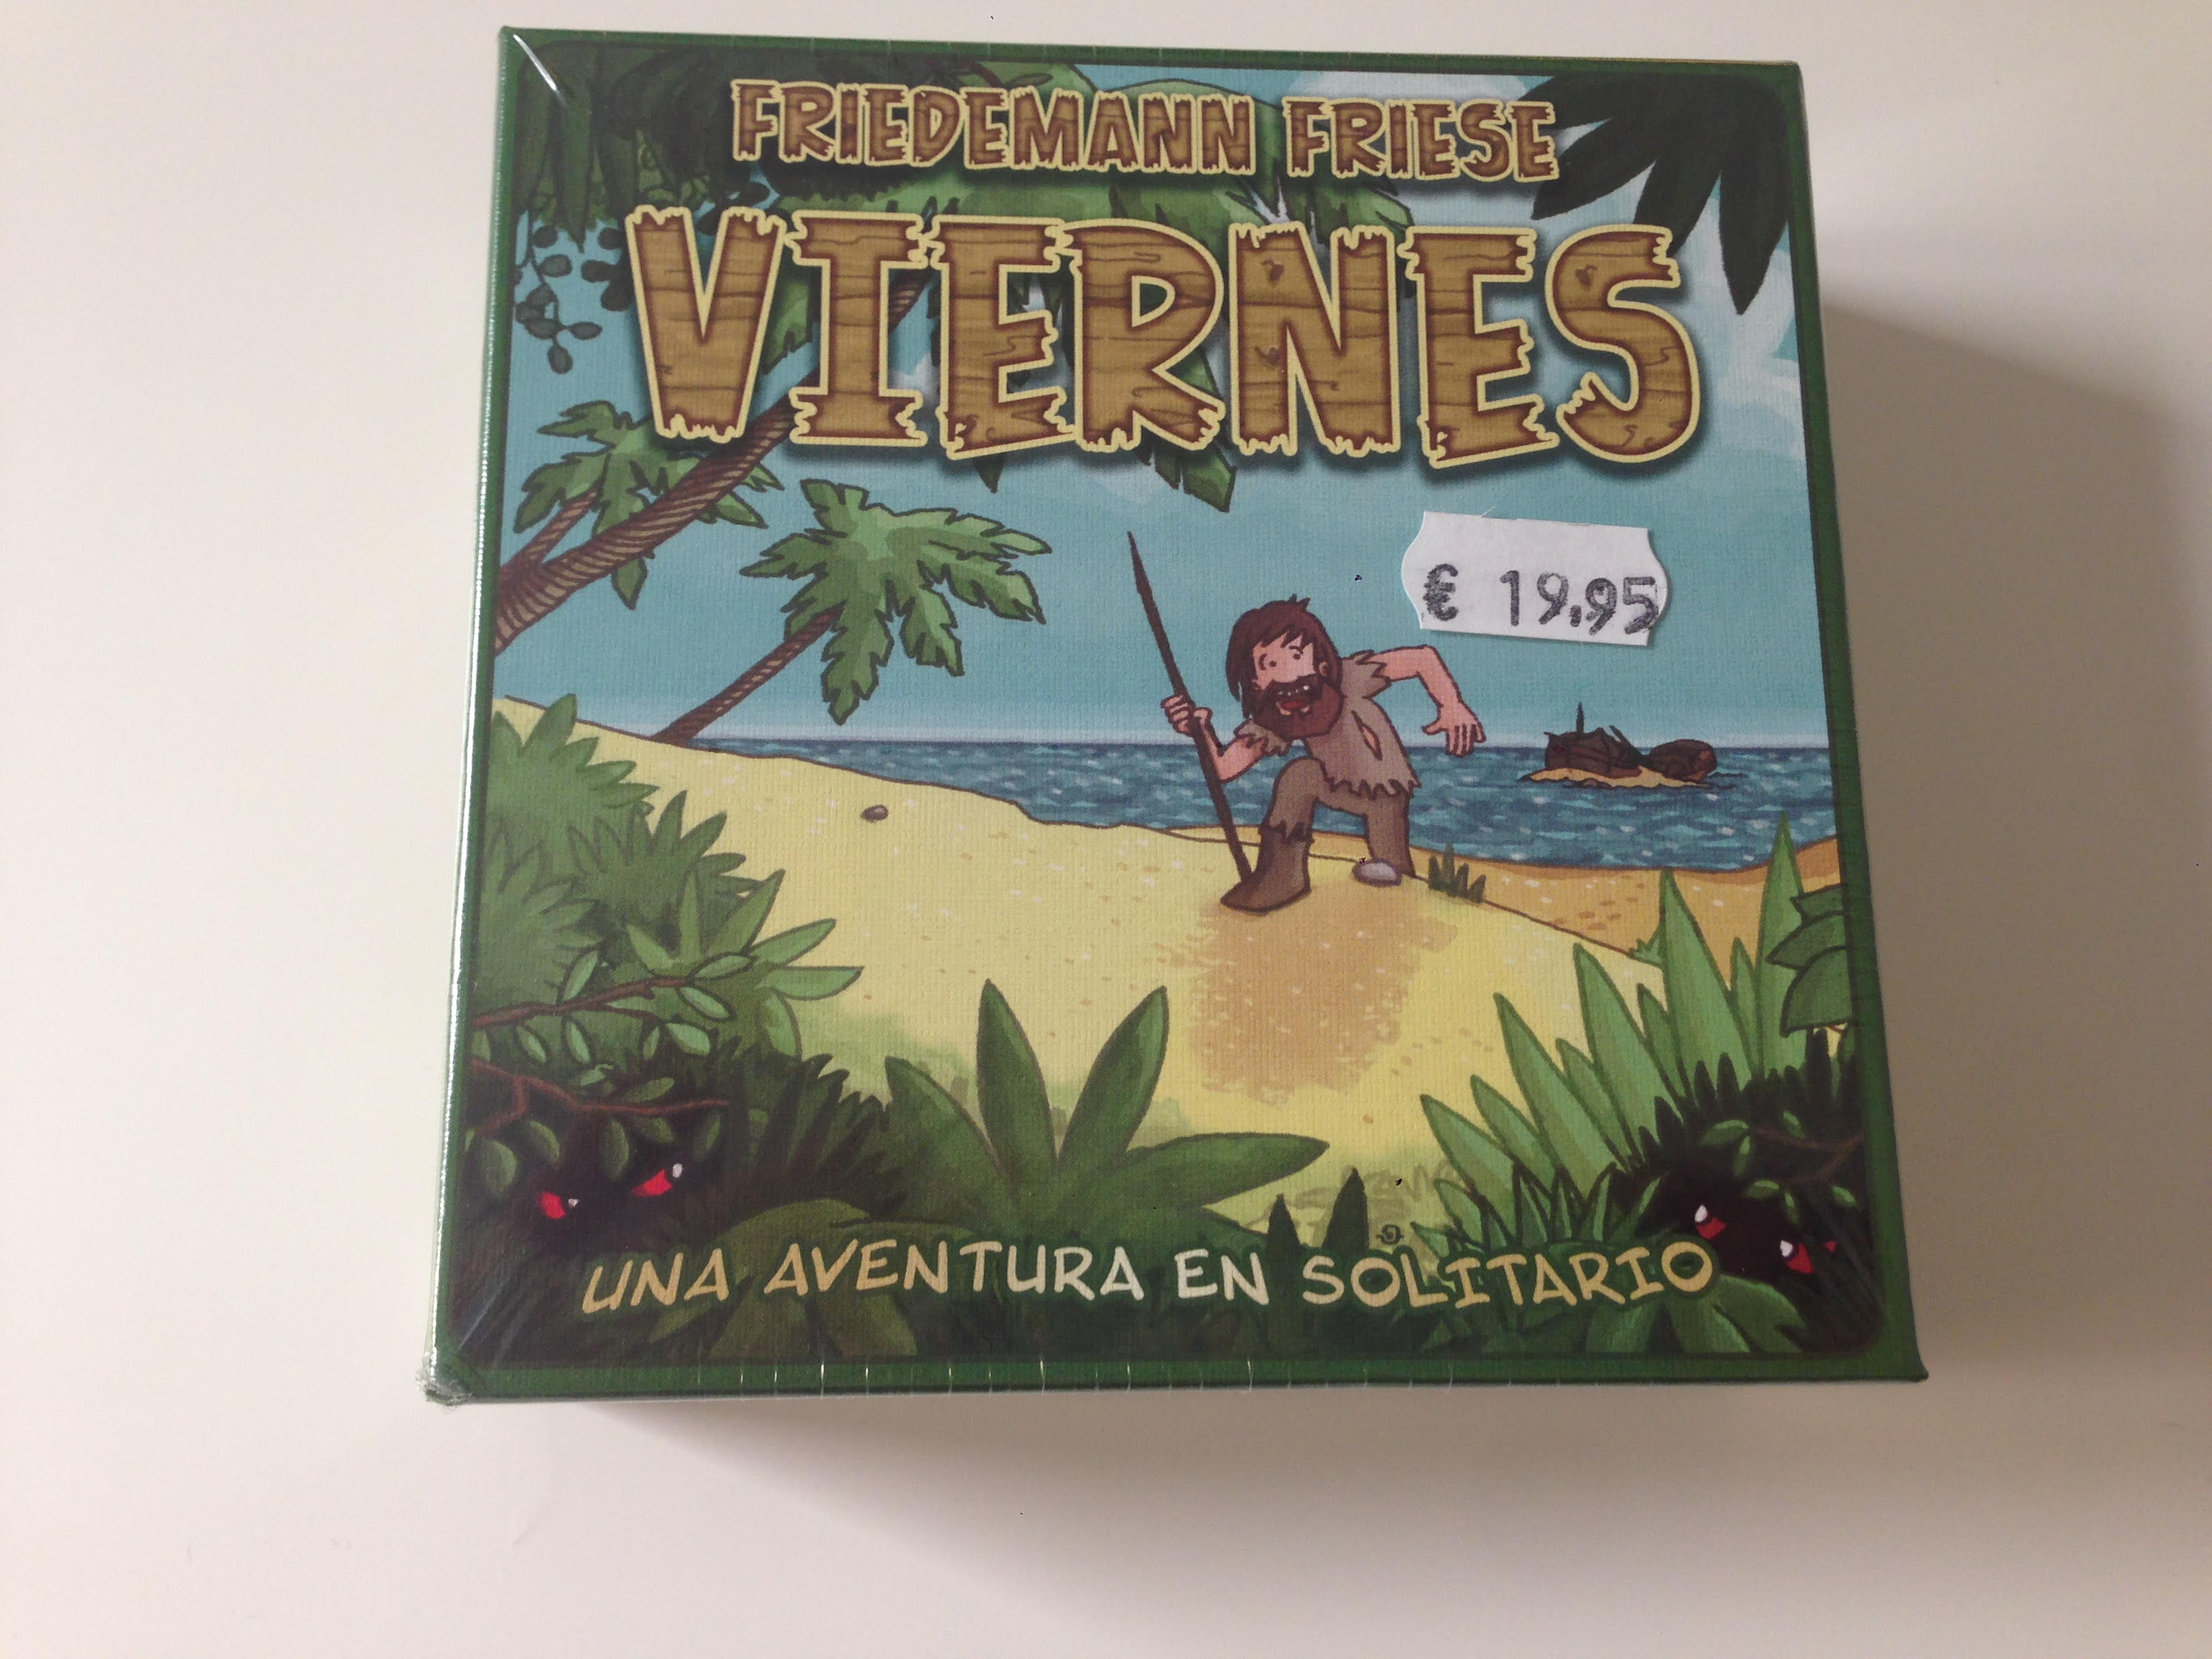 FRIEDEMANN FRIESE
VIERNES
€ 19,95
UNA AVENTURA EN SOLITARIO